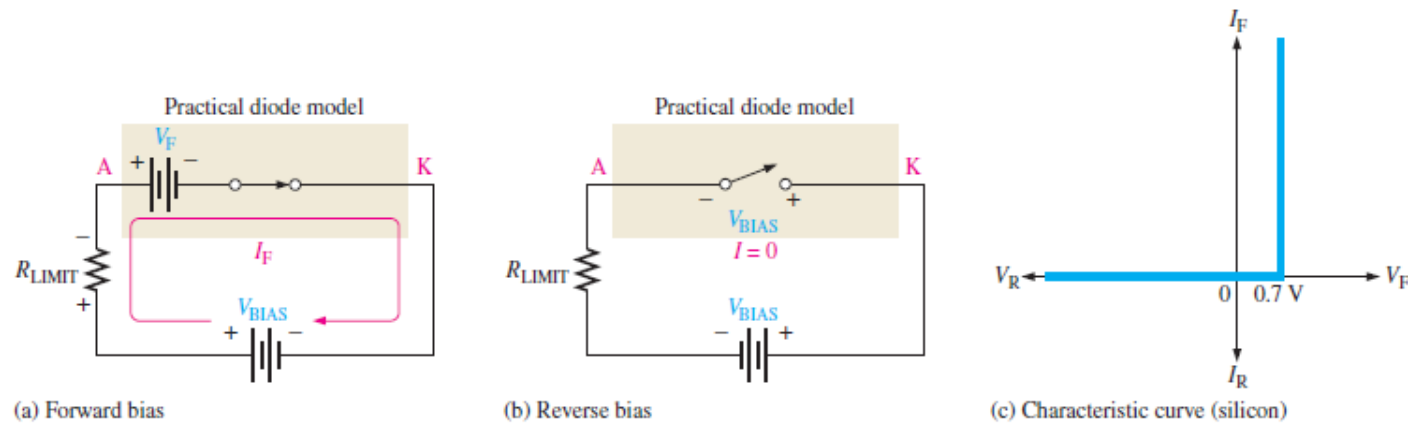 Practical diode model
V_F
A + − K
I_F
−
R_LIMIT
+
V_BIAS
+ −
(a) Forward bias
Practical diode model
A K
− +
V_BIAS
I = 0
R_LIMIT
V_BIAS
− +
(b) Reverse bias
I_F
V_R V_F
0 0.7 V
I_R
(c) Characteristic curve (silicon)